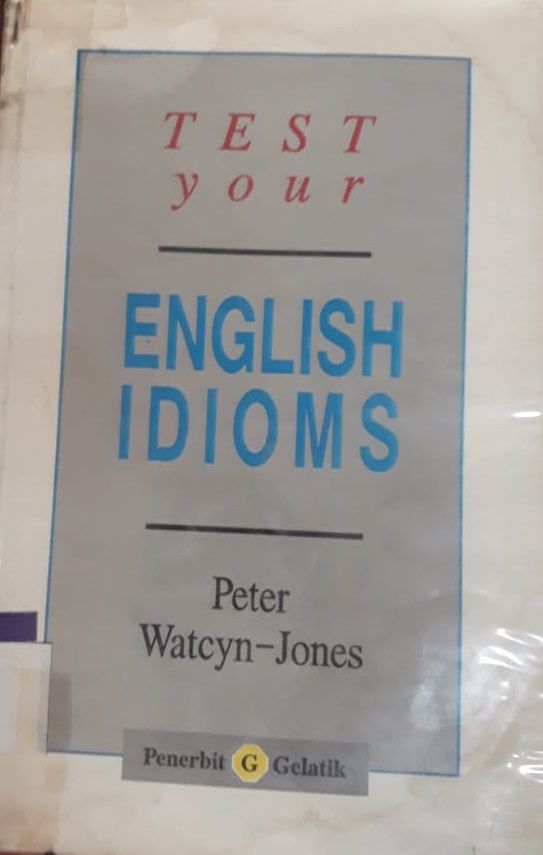 TEST
your
ENGLISH
IDIOMS
Peter
Watcyn-Jones
Penerbit G Gelatik